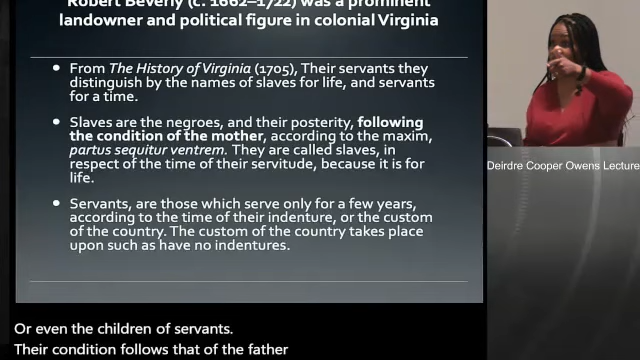 Robert Beverly (c. 1662–1722) was a prominent
landowner and political figure in colonial Virginia
From The History of Virginia (1705), Their servants they
distinguish by the names of slaves for life, and servants
for a time.
Slaves are the negroes, and their posterity, following
the condition of the mother, according to the maxim,
partus sequitur ventrem. They are called slaves, in
respect of the time of their servitude, because it is for
life.
Servants, are those which serve only for a few years,
according to the time of their indenture, or the custom
of the country. The custom of the country takes place
upon such as have no indentures.
Deirdre Cooper Owens Lecture
Or even the children of servants.
Their condition follows that of the father